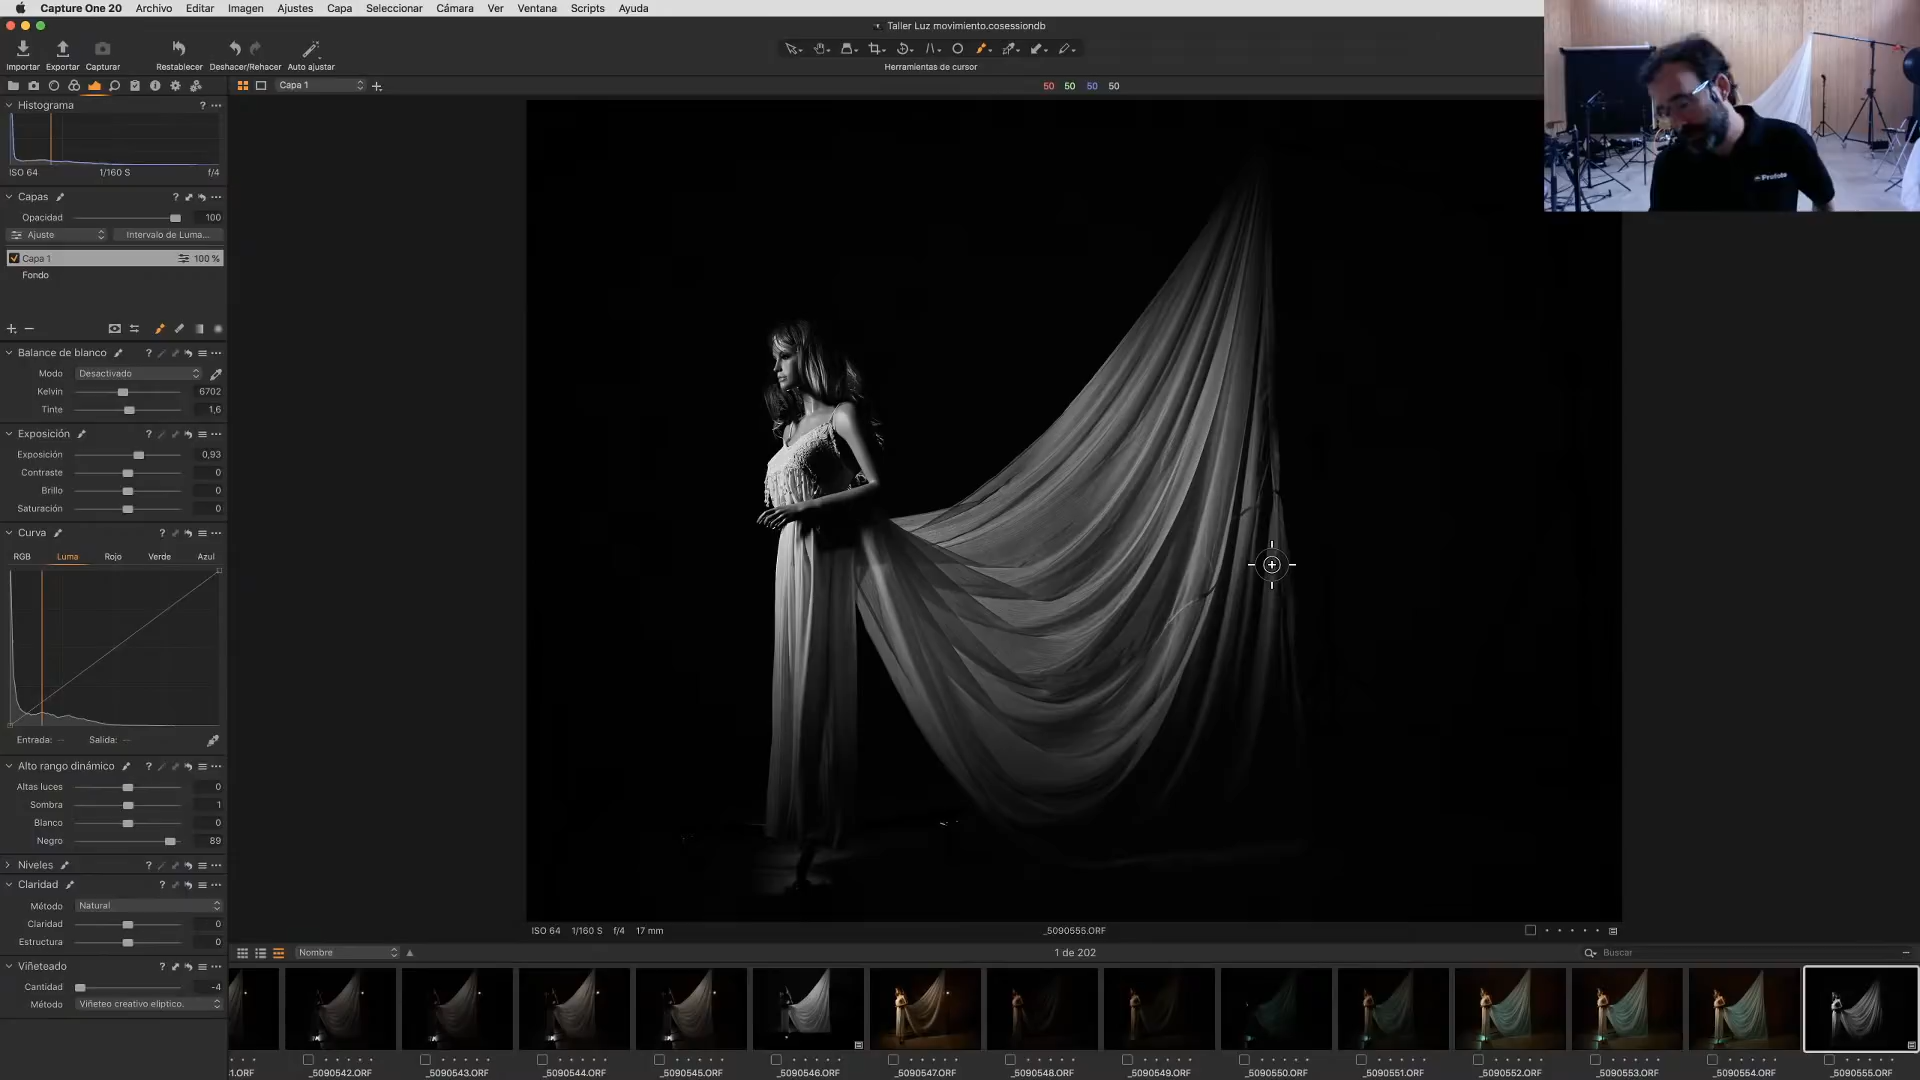 Capture One 20 Archivo Editar Imagen Ajustes Capa Seleccionar Cámara Ver Ventana Scripts Ayuda
Taller Luz movimiento.cosessiondb
Importar Exportar Capturar Restablecer Deshacer/Rehacer Auto ajustar
Herramientas de cursor
Capa 1
50 50 50 50
Histograma
ISO 64 1/160 S f/4
Capas
Opacidad 100
Ajuste Intervalo de Luma...
Capa 1 100 %
Fondo
Balance de blanco
Modo Desactivado
Kelvin 6702
Tinte 1,6
Exposición
Exposición 0,93
Contraste 0
Brillo 0
Saturación 0
Curva
RGB Luma Rojo Verde Azul
Entrada: -- Salida: --
Alto rango dinámico
Altas luces 0
Sombra 1
Blanco 0
Negro 89
Niveles
Claridad
Método Natural
Claridad 0
Estructura 0
Viñeteado
Cantidad -4
Método Viñeteo creativo elíptico.
Profoto
ISO 64 1/160 S f/4 17 mm
_5090555.ORF
Nombre
1 de 202
Buscar
1.ORF _5090542.ORF _5090543.ORF _5090544.ORF _5090545.ORF _5090546.ORF _5090547.ORF _5090548.ORF _5090549.ORF _5090550.ORF _5090551.ORF _5090552.ORF _5090553.ORF _5090554.ORF _5090555.ORF